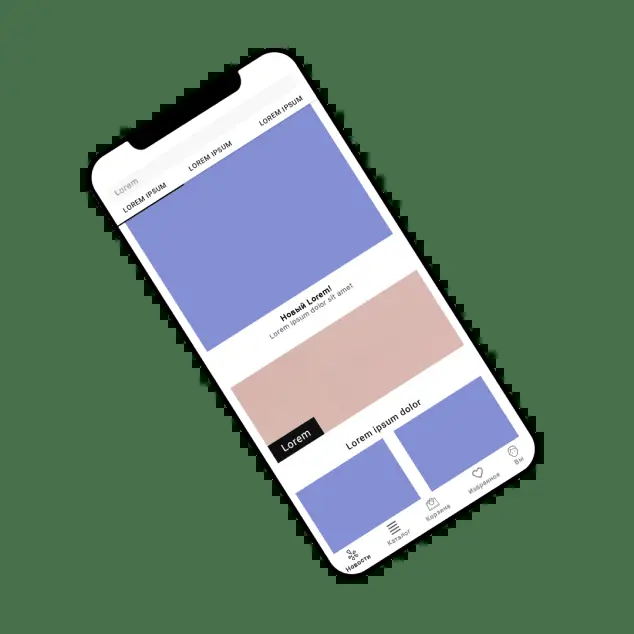 Lorem
LOREM IPSUM LOREM IPSUM LOREM IPSUM
Новый Lorem!
Lorem ipsum dolor sit amet
Lorem
Lorem ipsum dolor
Новости Каталог Корзина Избранное Вы